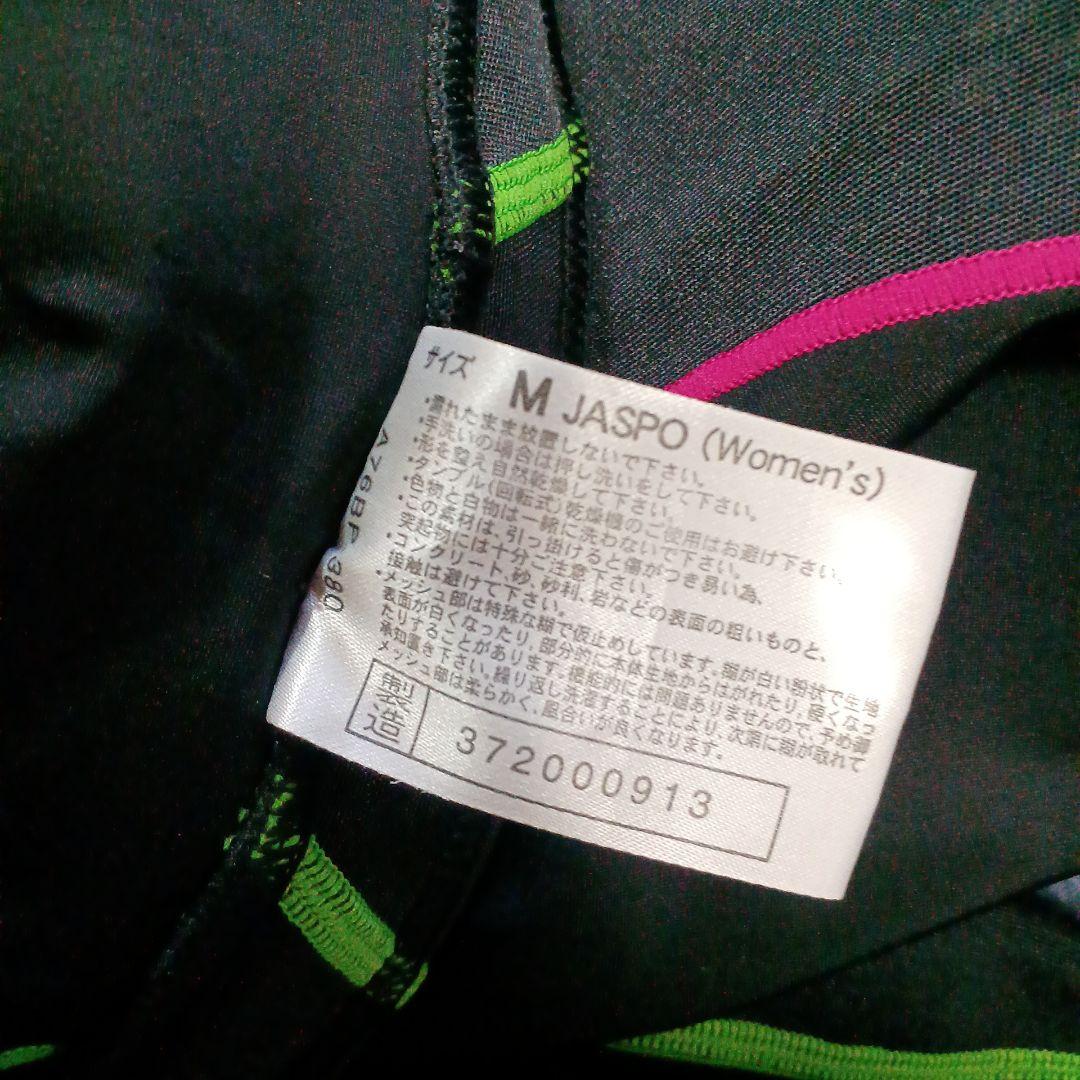 サイズ M JASPO (Women's)
・濡れたまま放置しないで下さい。
・手洗いの場合は押し洗いをして下さい。
・形を整え自然乾燥して下さい。
・タンブル(回転式)乾燥機のご使用はお避け下さい。
・色物と白物は一緒に洗わないで下さい。
・この素材は、引っ掛けると傷がつき易い為、
突起物には十分ご注意下さい。
・コンクリート、砂、砂利、岩などの表面の粗いものと、
接触は避けて下さい。
・メッシュ部は特殊な糊で仮止めしています。糊が白い粉状で生地
表面が白くなったり、部分的に本体生地からはがれたり、硬くなっ
たりすることがあります。機能的には問題ありませんので、予め御
承知置き下さい。繰り返し洗濯することにより、次第に糊が取れて
メッシュ部は柔らかく、風合いが良くなります。
製造 372000913
A76BP-380